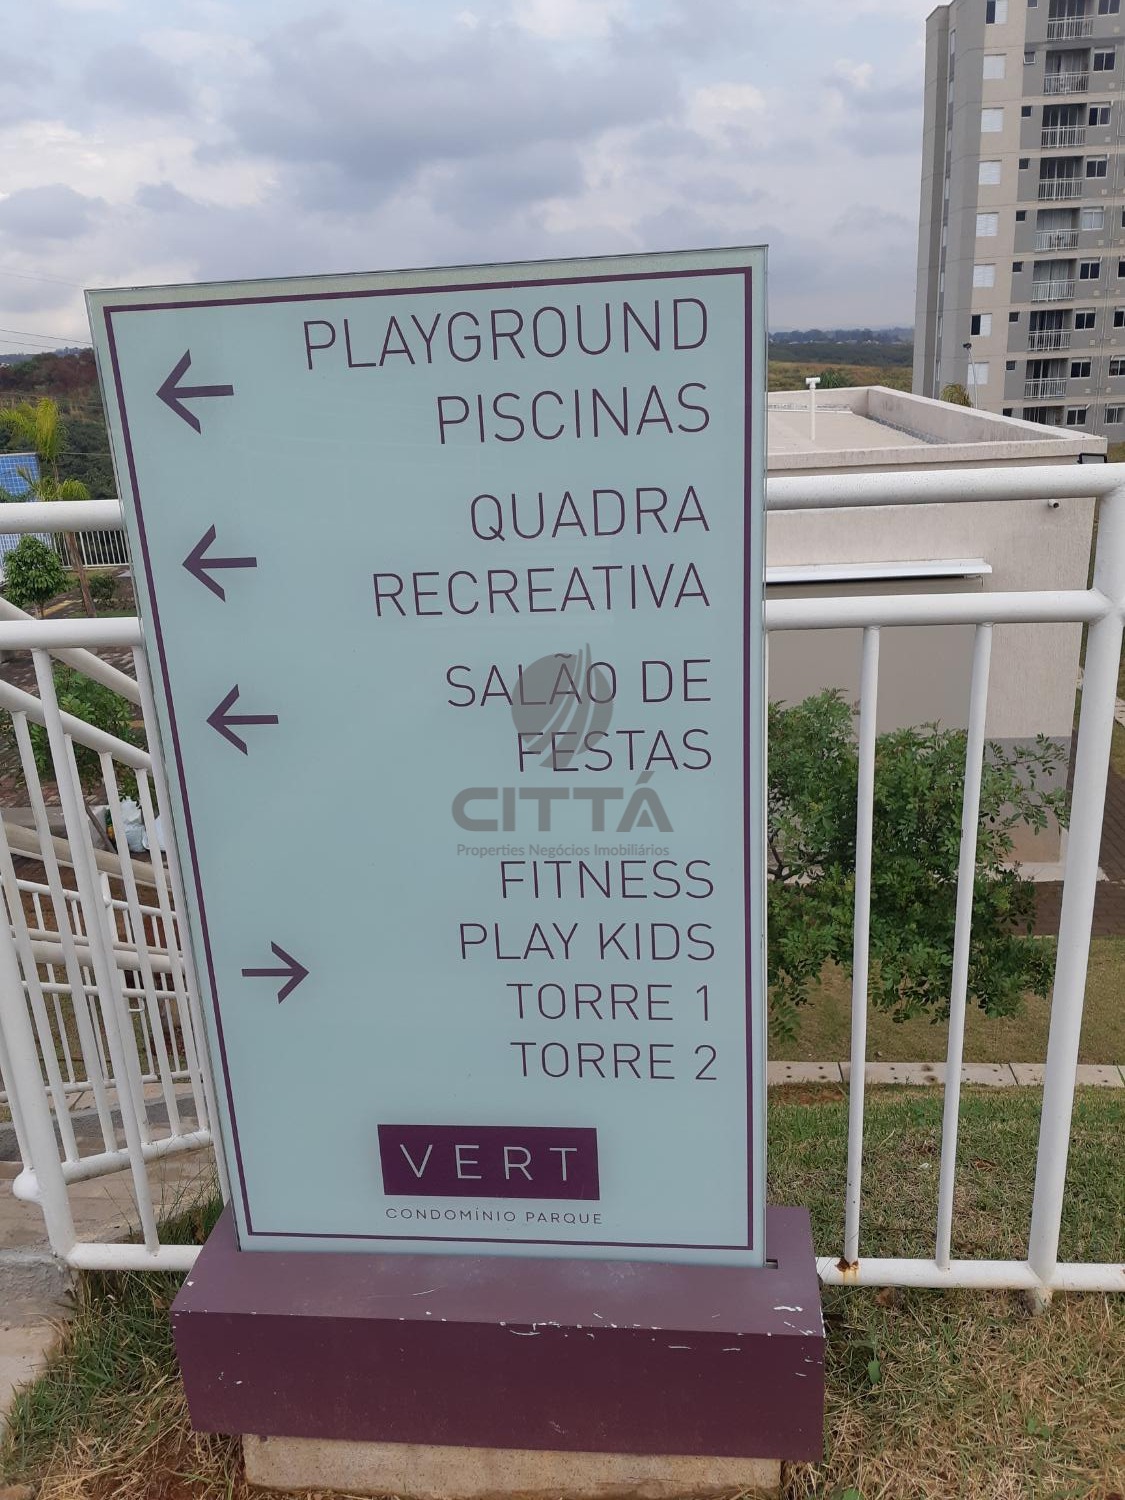 PLAYGROUND
PISCINAS
QUADRA
RECREATIVA
SALÃO DE
FESTAS
CITTÁ
Properties Negócios Imobiliários
FITNESS
PLAY KIDS
TORRE 1
TORRE 2
VERT
CONDOMÍNIO PARQUE